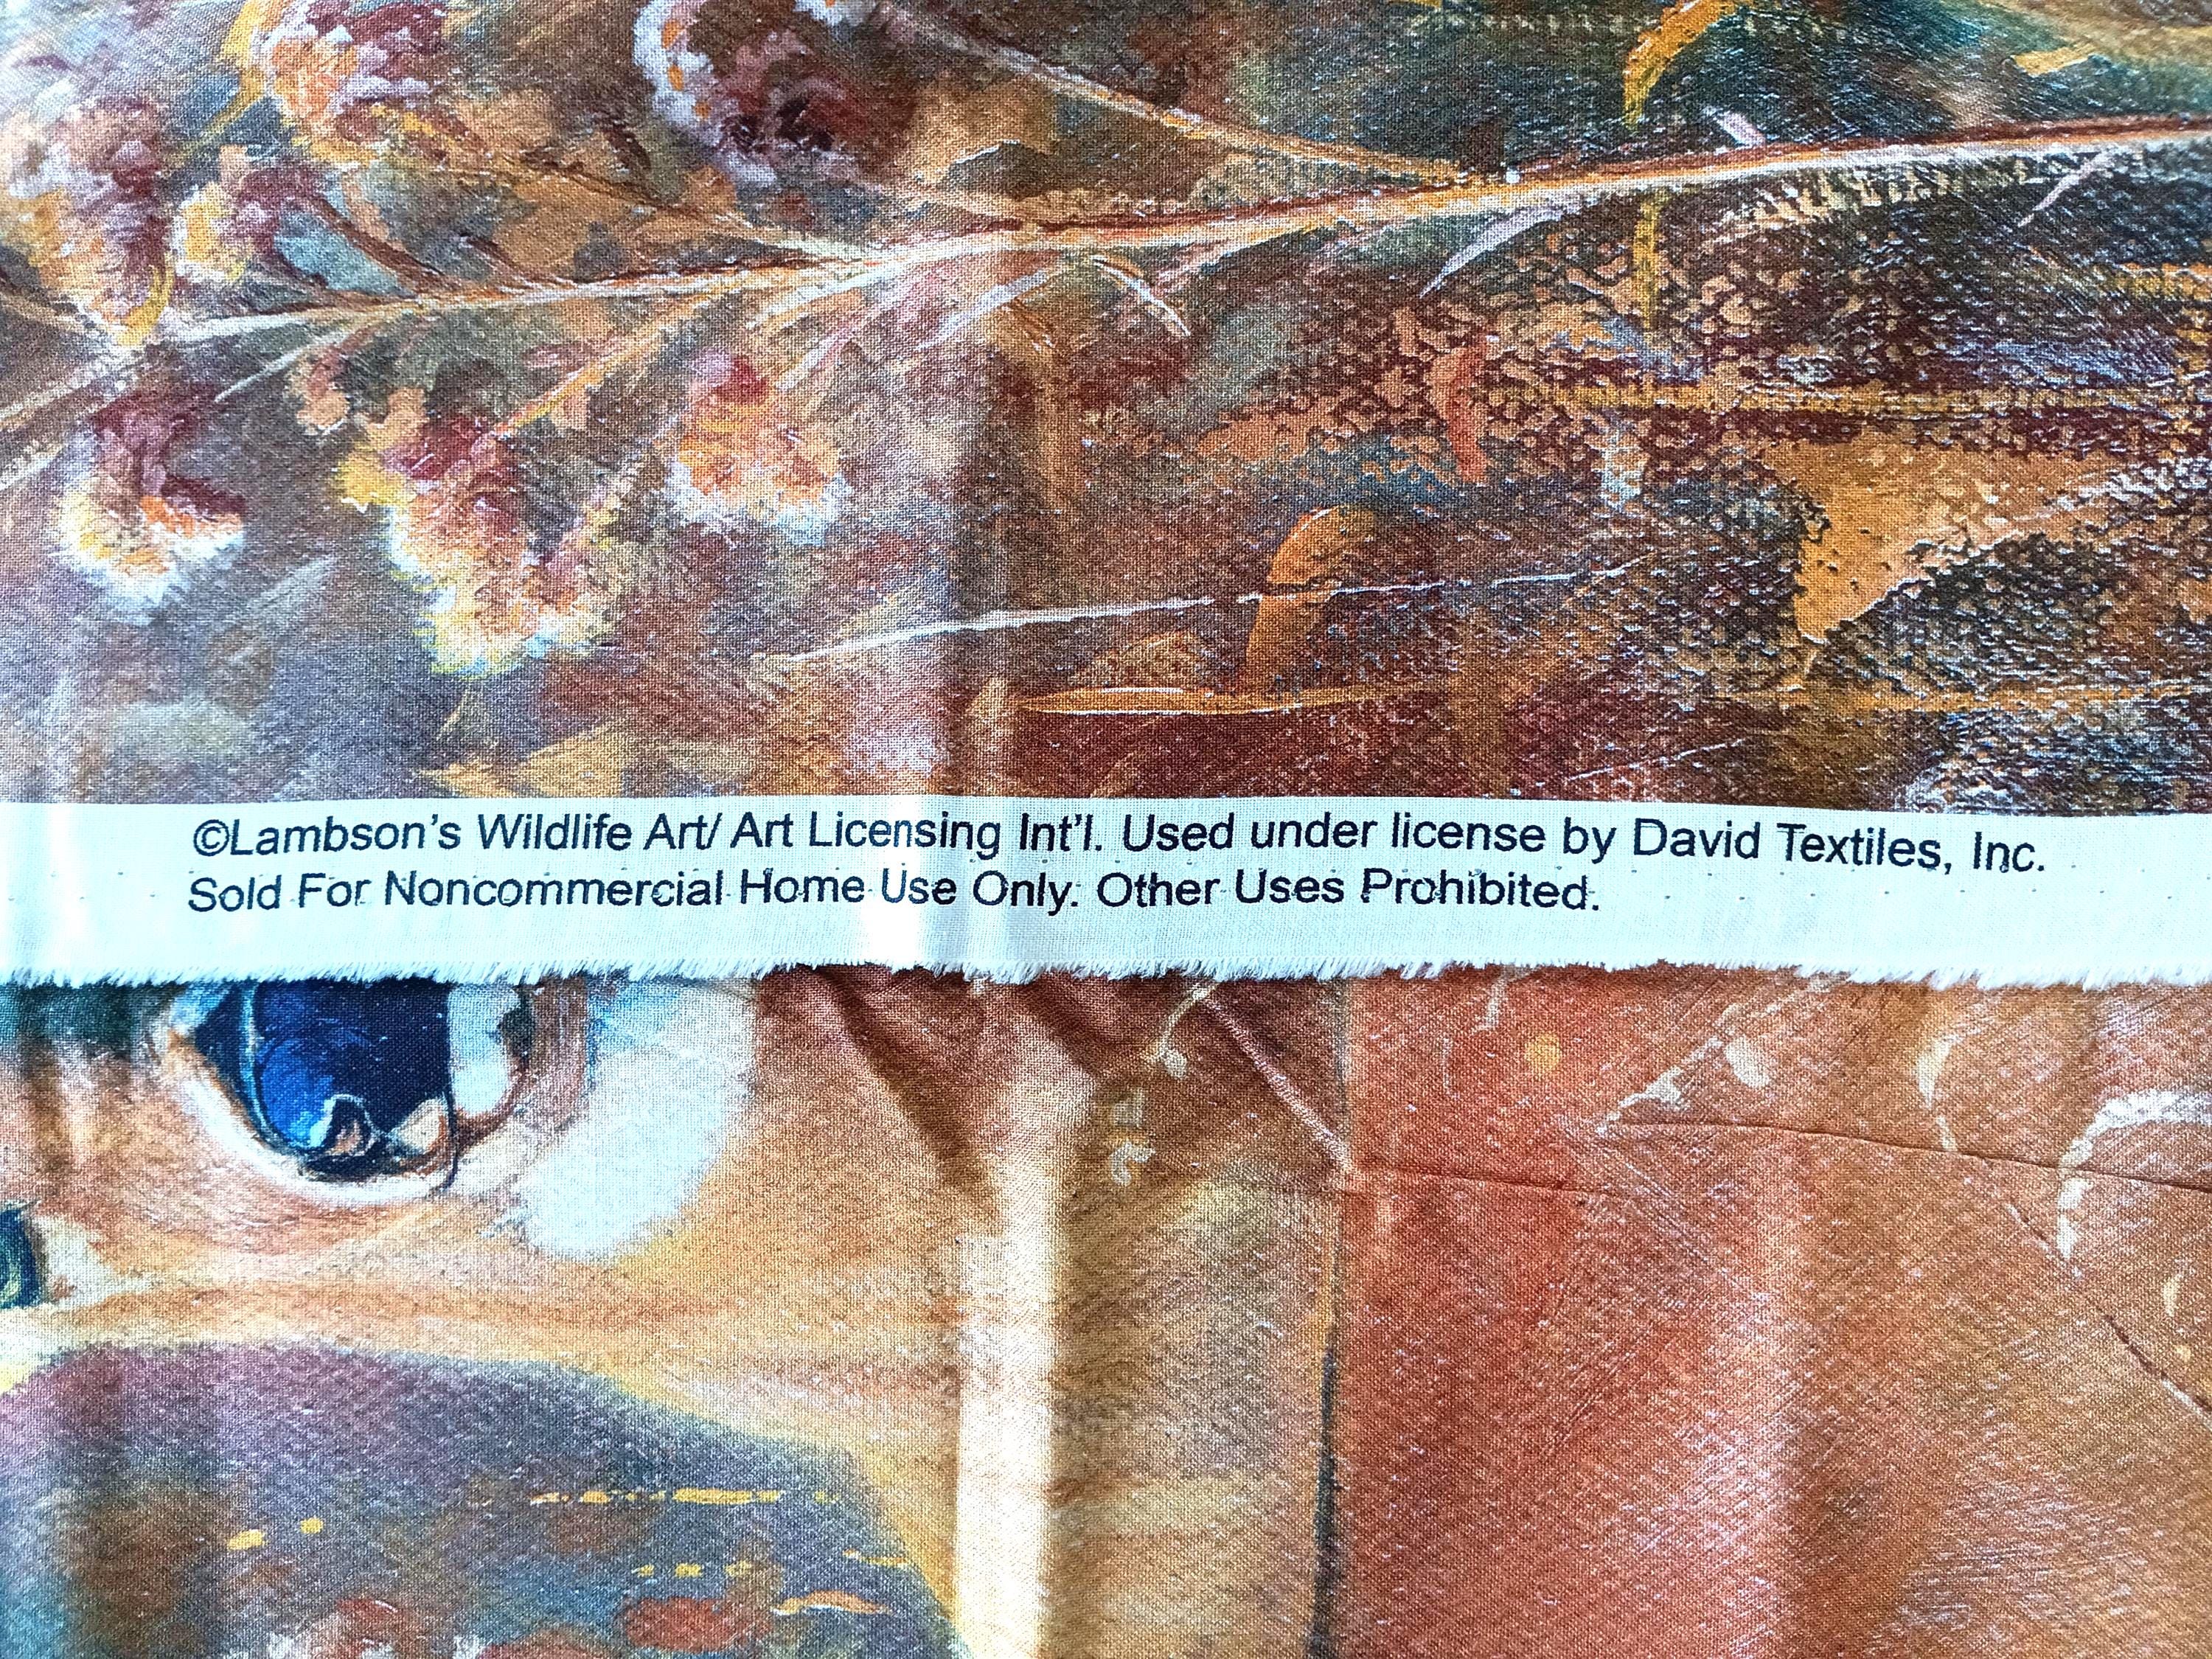 ©Lambson's Wildlife Art/ Art Licensing Int'l. Used under license by David Textiles, Inc.
Sold For Noncommercial Home Use Only. Other Uses Prohibited.